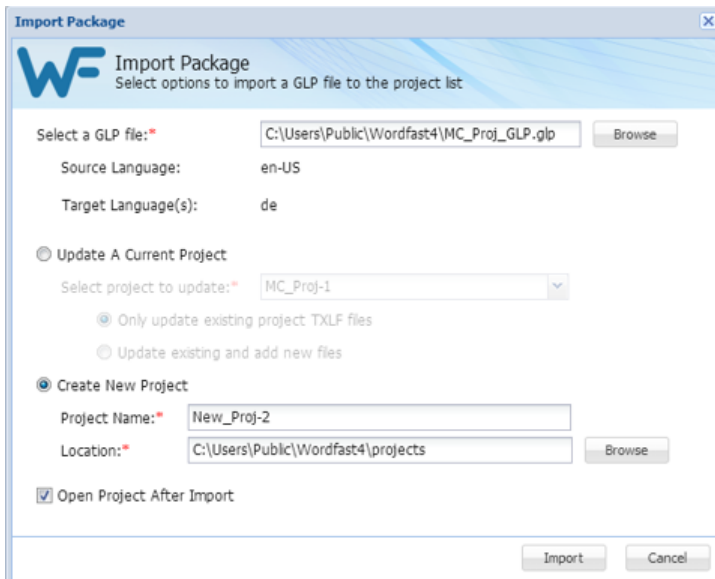 Import Package
WF
Import Package
Select options to import a GLP file to the project list
Select a GLP file:* C:\Users\Public\Wordfast4\MC_Proj_GLP.glp Browse
Source Language: en-US
Target Language(s): de
Update A Current Project
Select project to update:* MC_Proj-1
Only update existing project TXLF files
Update existing and add new files
Create New Project
Project Name:* New_Proj-2
Location:* C:\Users\Public\Wordfast4\projects Browse
Open Project After Import
Import Cancel